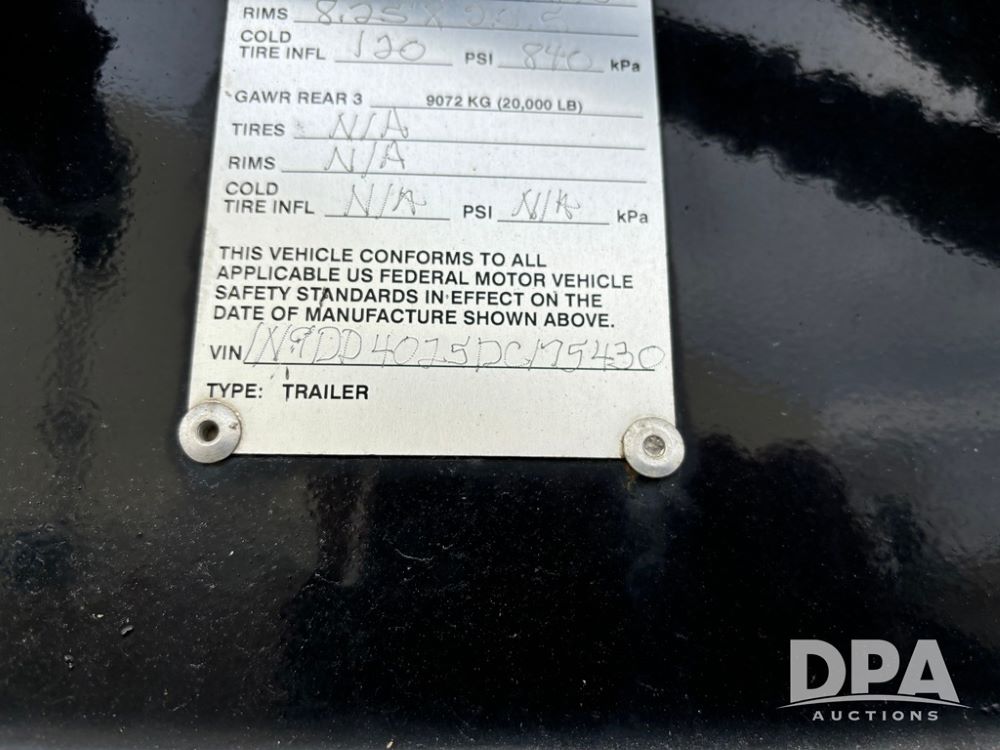 RIMS 8.25 X 22.5
COLD
TIRE INFL 120 PSI 840 kPa
GAWR REAR 3 9072 KG (20,000 LB)
TIRES N/A
RIMS N/A
COLD
TIRE INFL N/A PSI N/A kPa
THIS VEHICLE CONFORMS TO ALL
APPLICABLE US FEDERAL MOTOR VEHICLE
SAFETY STANDARDS IN EFFECT ON THE
DATE OF MANUFACTURE SHOWN ABOVE.
VIN 1N9DD4025DC175430
TYPE: TRAILER
DPA
AUCTIONS